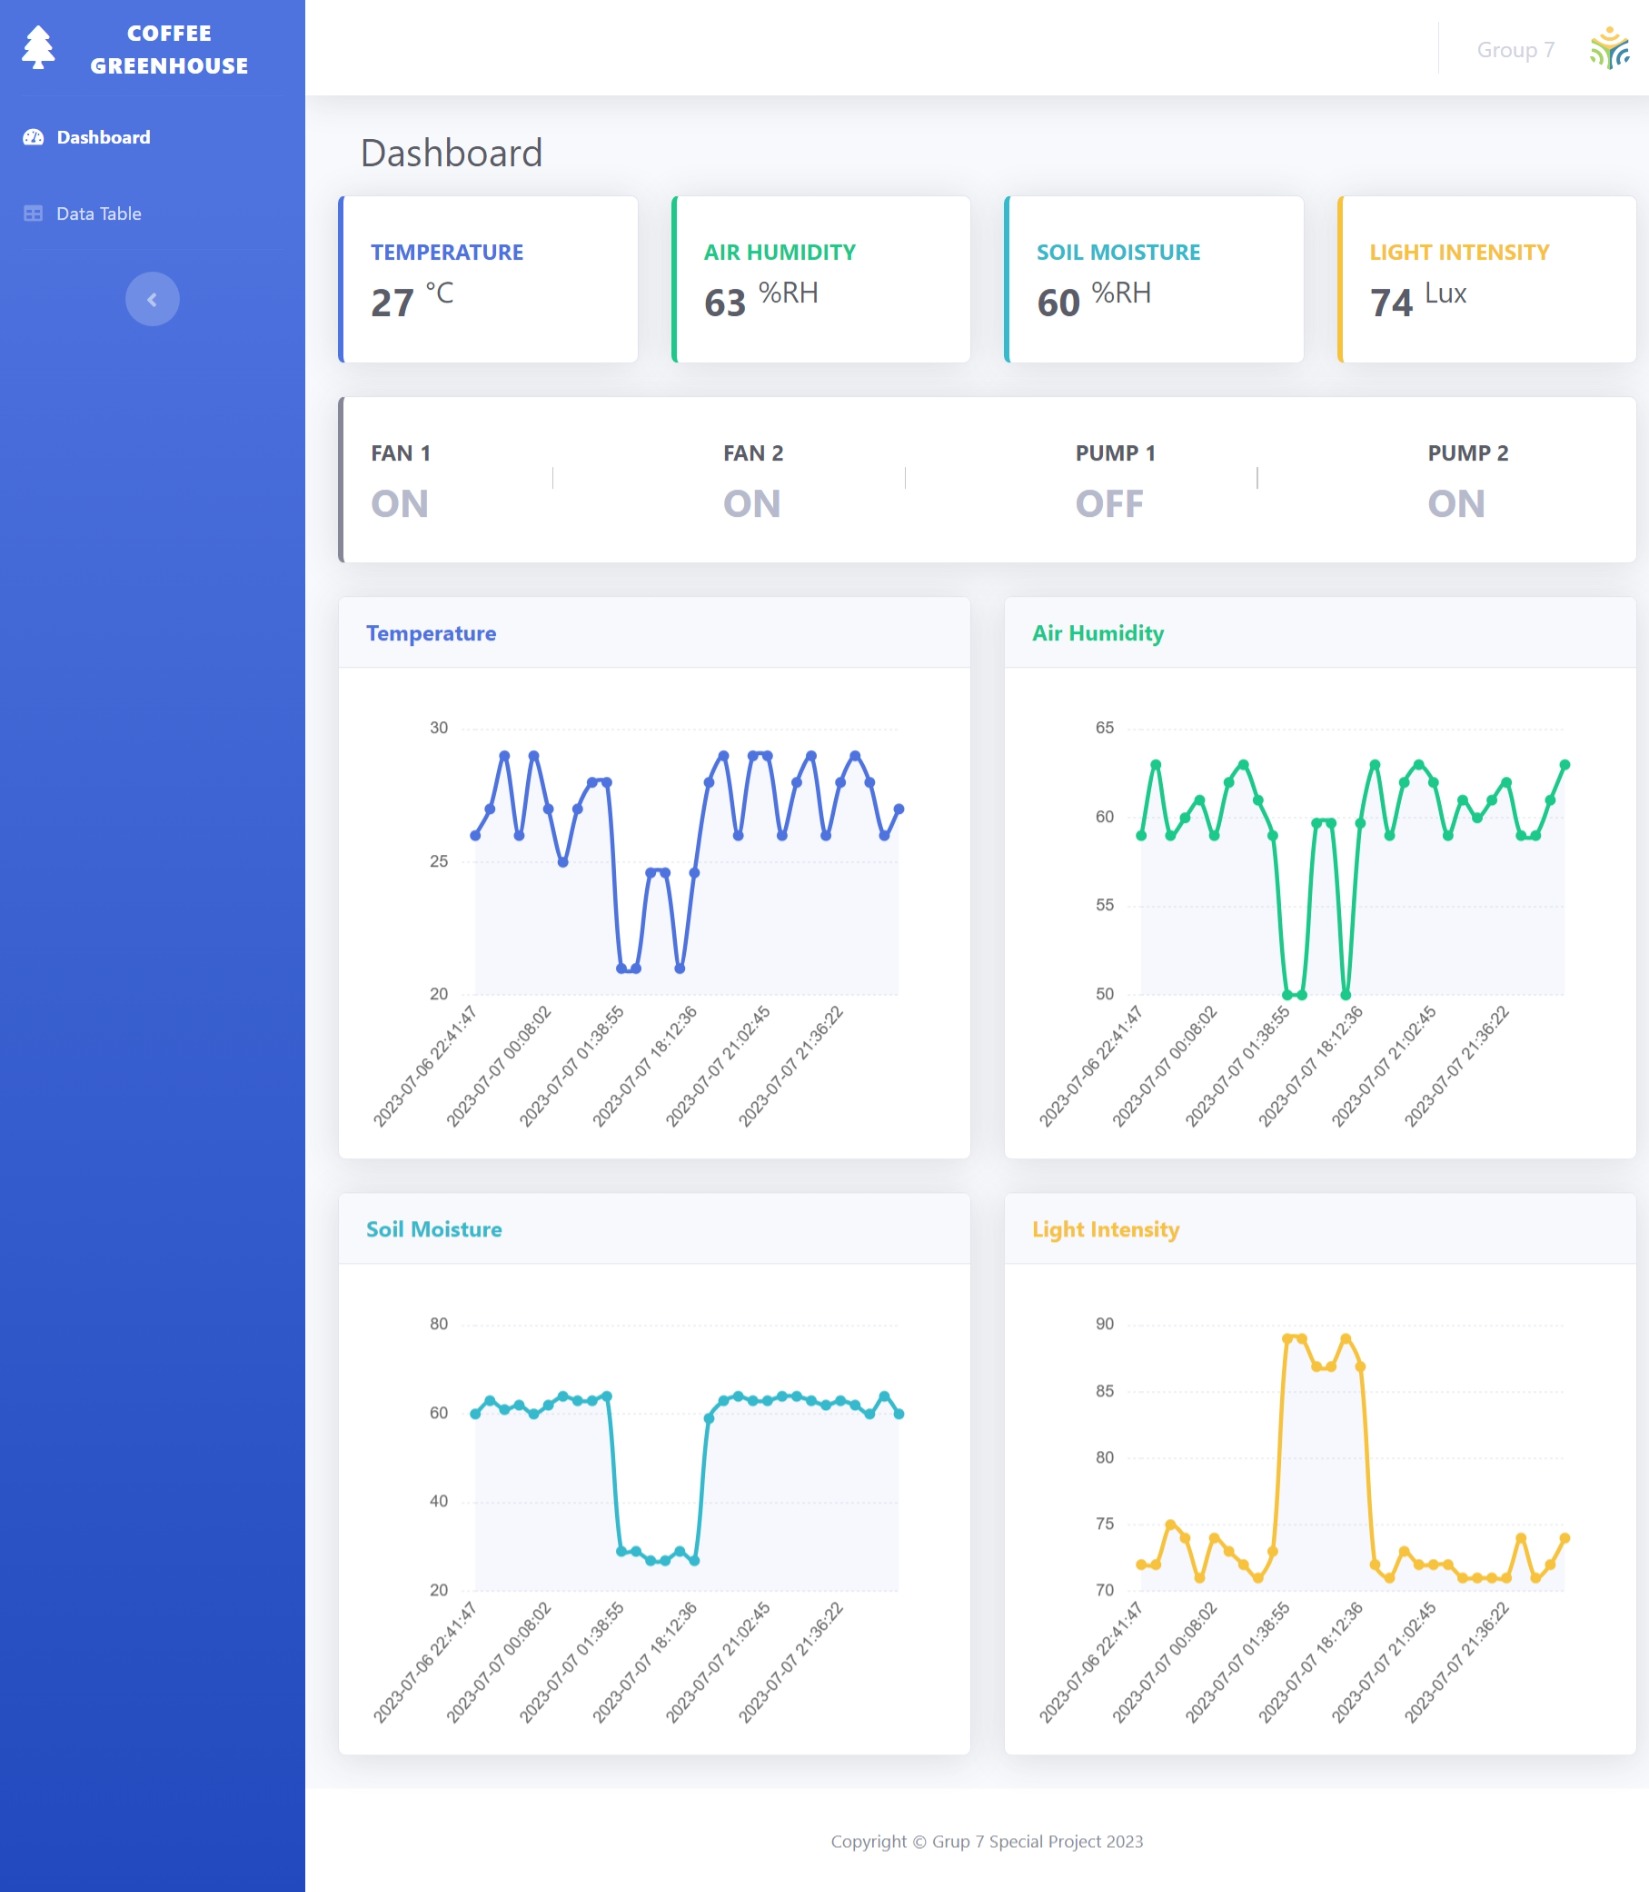 COFFEE
GREENHOUSE
Dashboard
Data Table
Group 7
Dashboard
TEMPERATURE
27 °C
AIR HUMIDITY
63 %RH
SOIL MOISTURE
60 %RH
LIGHT INTENSITY
74 Lux
FAN 1
ON
FAN 2
ON
PUMP 1
OFF
PUMP 2
ON
Temperature
30
25
20
2023-07-06 22:41:47
2023-07-07 00:08:02
2023-07-07 01:38:55
2023-07-07 18:12:36
2023-07-07 21:02:45
2023-07-07 21:36:22
Air Humidity
65
60
55
50
2023-07-06 22:41:47
2023-07-07 00:08:02
2023-07-07 01:38:55
2023-07-07 18:12:36
2023-07-07 21:02:45
2023-07-07 21:36:22
Soil Moisture
80
60
40
20
2023-07-06 22:41:47
2023-07-07 00:08:02
2023-07-07 01:38:55
2023-07-07 18:12:36
2023-07-07 21:02:45
2023-07-07 21:36:22
Light Intensity
90
85
80
75
70
2023-07-06 22:41:47
2023-07-07 00:08:02
2023-07-07 01:38:55
2023-07-07 18:12:36
2023-07-07 21:02:45
2023-07-07 21:36:22
Copyright © Grup 7 Special Project 2023